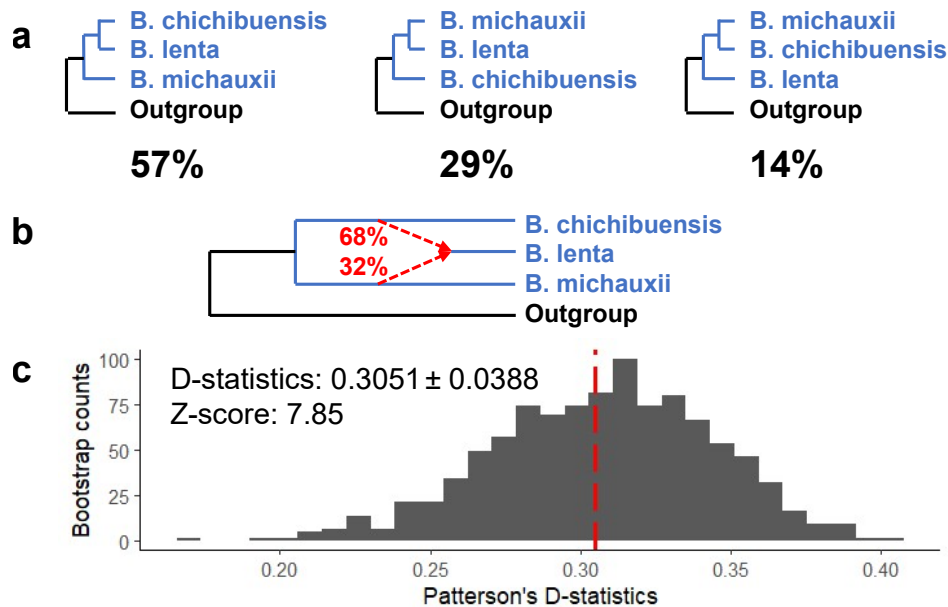 a
B. chichibuensis
B. lenta
B. michauxii
Outgroup
57%
B. michauxii
B. lenta
B. chichibuensis
Outgroup
29%
B. michauxii
B. chichibuensis
B. lenta
Outgroup
14%
b
68%
32%
B. chichibuensis
B. lenta
B. michauxii
Outgroup
c
D-statistics: 0.3051 ± 0.0388
Z-score: 7.85
Bootstrap counts
100
75
50
25
0
0.20 0.25 0.30 0.35 0.40
Patterson's D-statistics